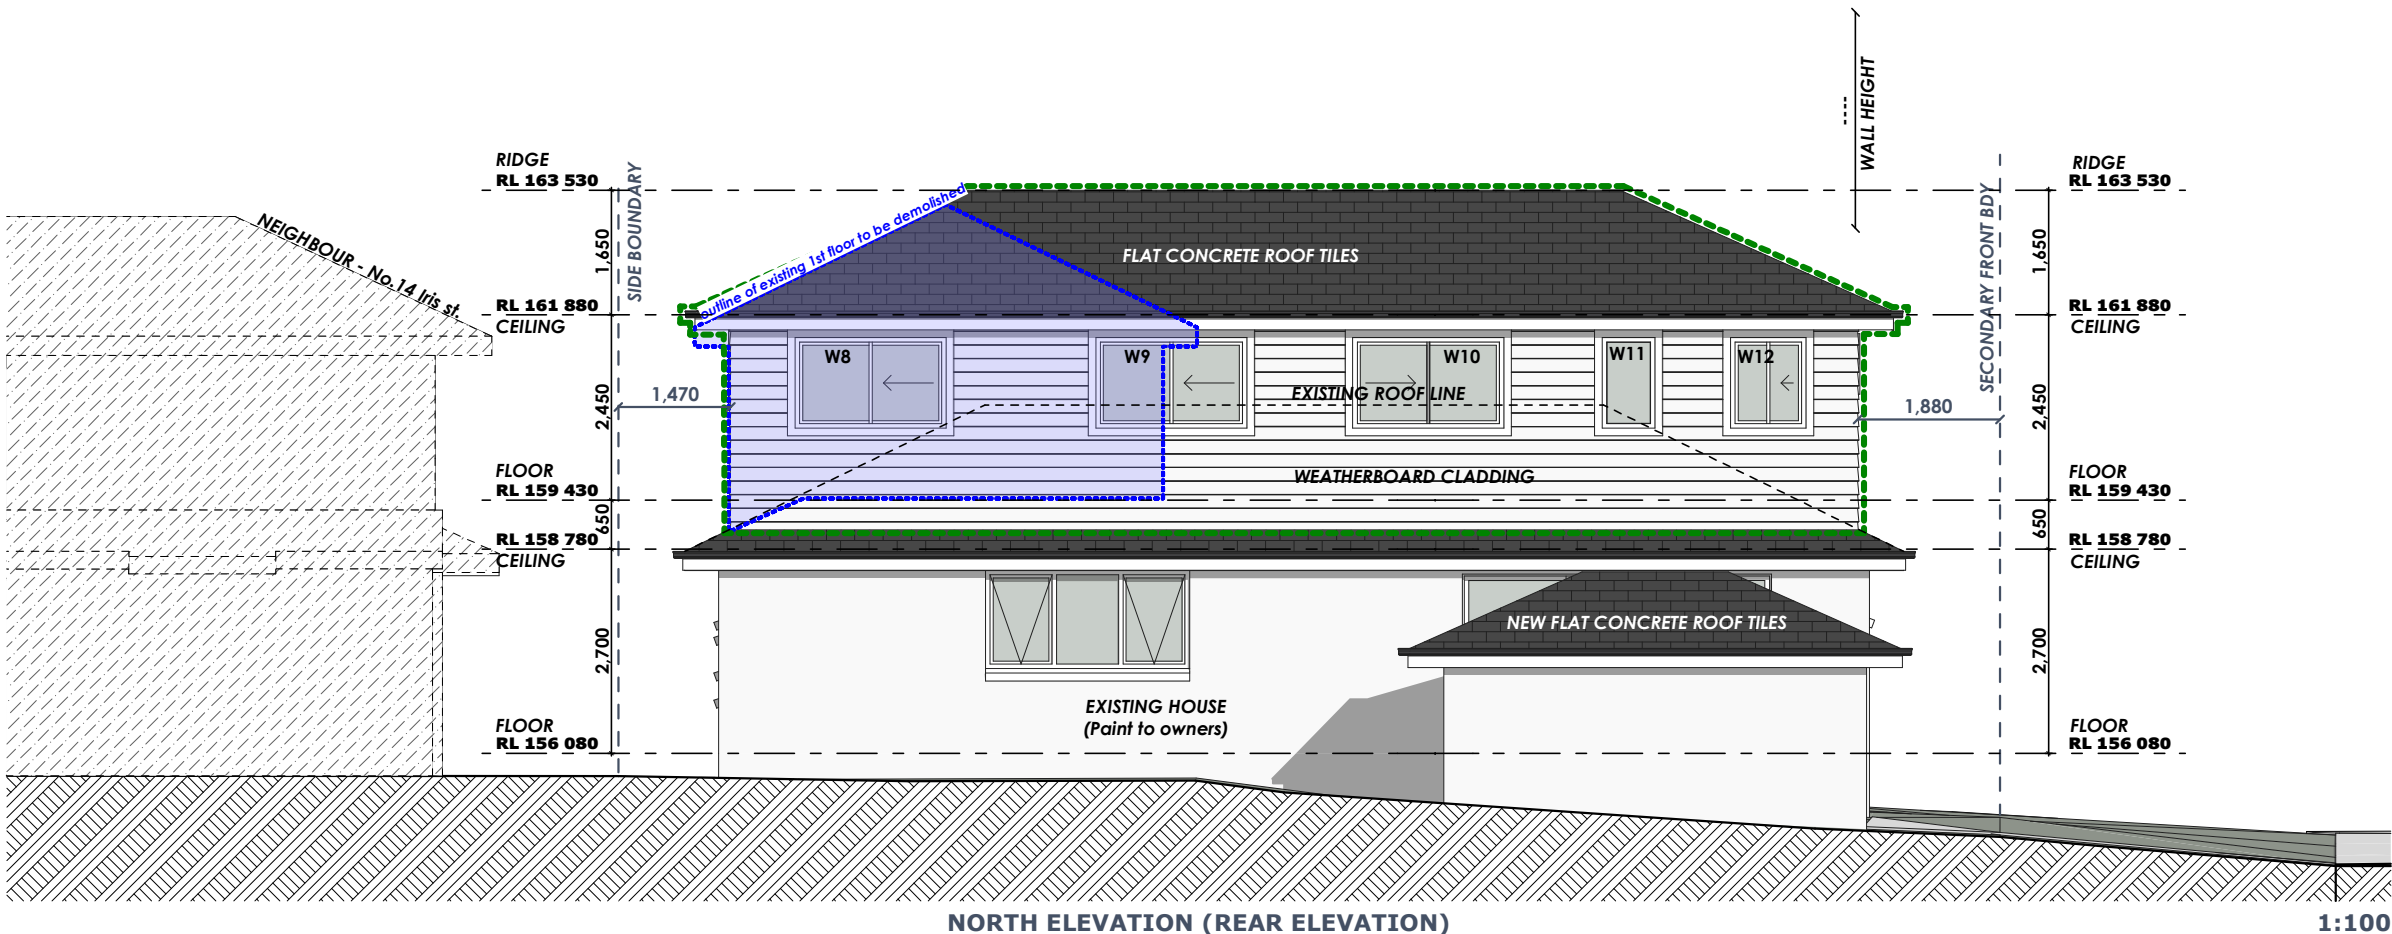 WALL HEIGHT
RIDGE
RL 163 530
SIDE BOUNDARY
NEIGHBOUR - No.14 Iris st.
1,650
outline of existing 1st floor to be demolished
FLAT CONCRETE ROOF TILES
SECONDARY FRONT BDY
1,650
RIDGE
RL 163 530
RL 161 880
CEILING
RL 161 880
CEILING
W8
W9
W10
W11
W12
1,470
2,450
EXISTING ROOF LINE
1,880
2,450
FLOOR
RL 159 430
WEATHERBOARD CLADDING
FLOOR
RL 159 430
650
650
RL 158 780
CEILING
RL 158 780
CEILING
2,700
NEW FLAT CONCRETE ROOF TILES
2,700
EXISTING HOUSE
(Paint to owners)
FLOOR
RL 156 080
FLOOR
RL 156 080
NORTH ELEVATION (REAR ELEVATION)
1:100